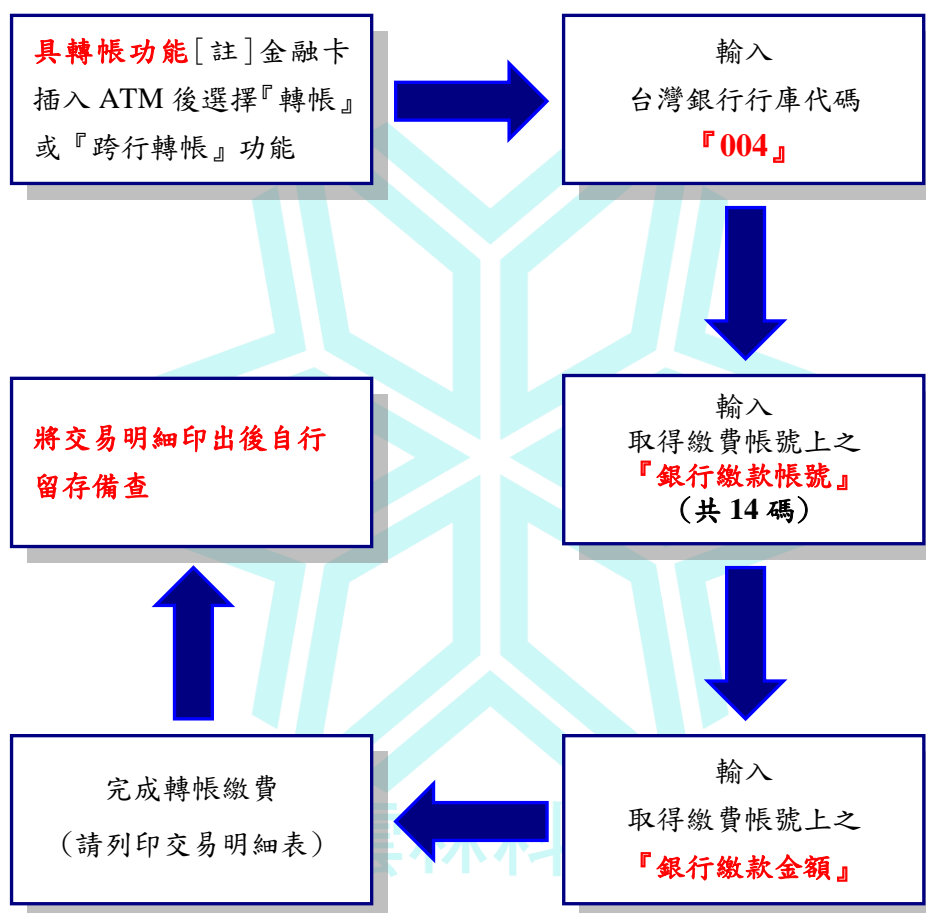 具轉帳功能[註]金融卡
插入 ATM 後選擇『轉帳』
或『跨行轉帳』功能
輸入
台灣銀行行庫代碼
『004』
輸入
取得繳費帳號上之
『銀行繳款帳號』
(共 14 碼)
輸入
取得繳費帳號上之
『銀行繳款金額』
完成轉帳繳費
(請列印交易明細表)
將交易明細印出後自行
留存備查